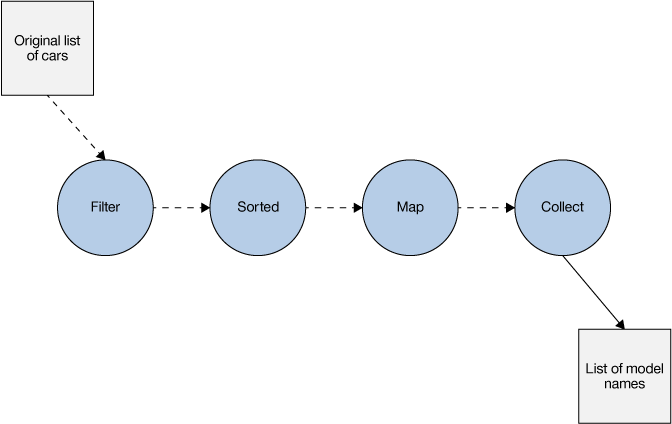 Original list
of cars
Filter
Sorted
Map
Collect
List of model
names